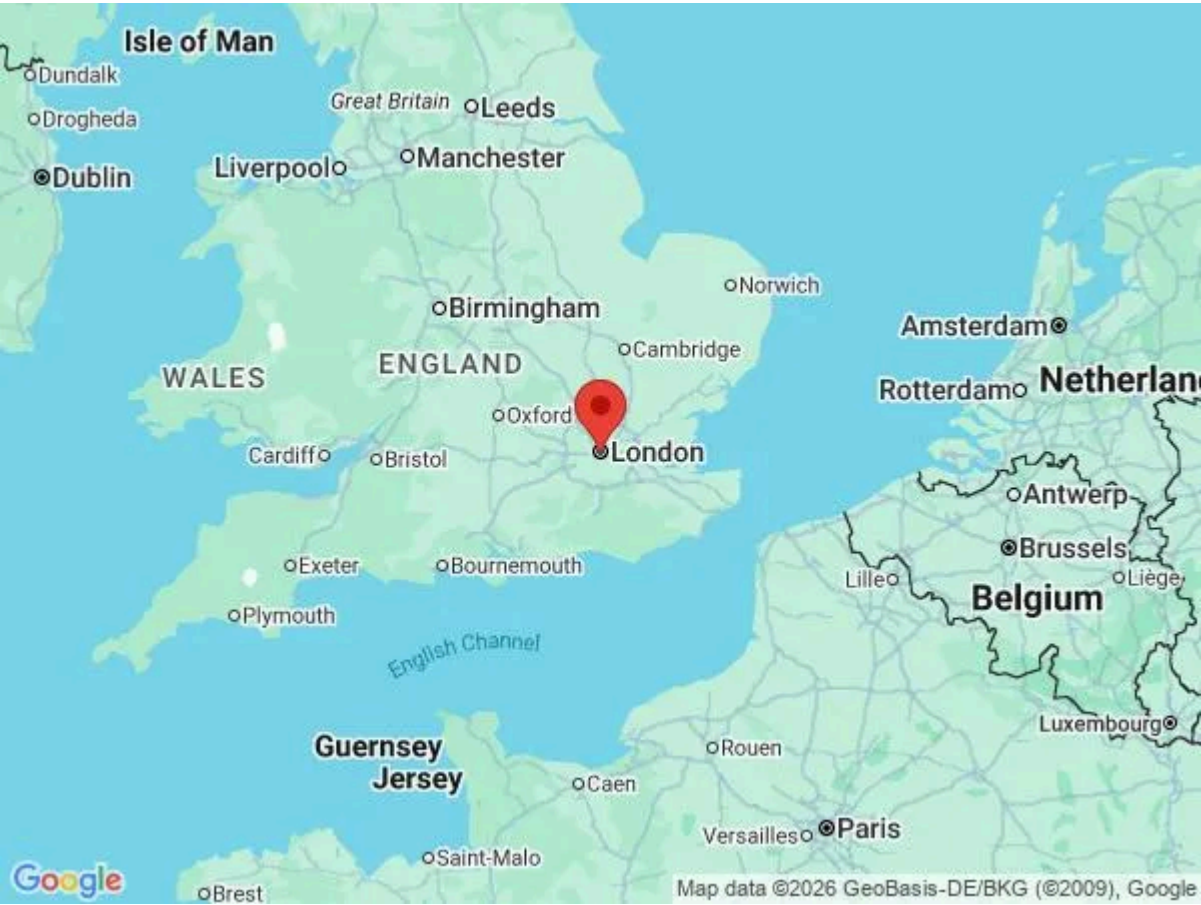 Isle of Man
Dundalk
Great Britain
Leeds
Drogheda
Manchester
Liverpool
Dublin
Norwich
Birmingham
Amsterdam
Cambridge
ENGLAND
WALES
Rotterdam
Netherlan
Oxford
London
Cardiff
Bristol
Antwerp
Brussels
Exeter
Bournemouth
Lille
Liège
Belgium
Plymouth
English Channel
Luxembourg
Guernsey
Jersey
Rouen
Caen
Versailles
Paris
Saint-Malo
Google
Brest
Map data ©2026 GeoBasis-DE/BKG (©2009), Google